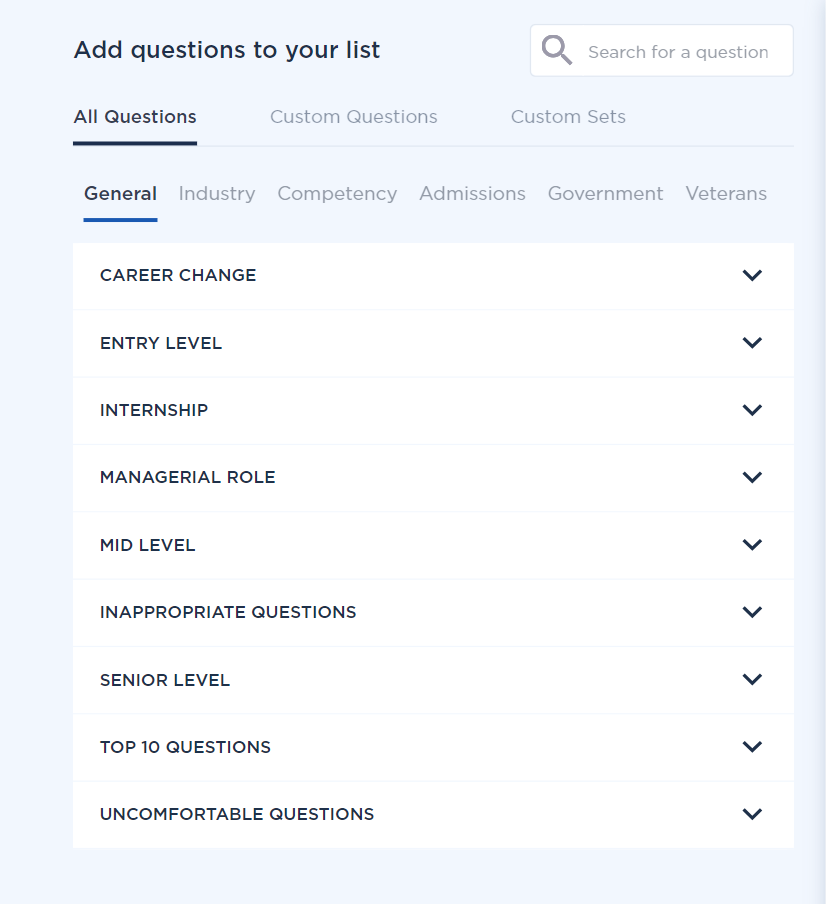 Add questions to your list
Search for a question
All Questions Custom Questions Custom Sets
General Industry Competency Admissions Government Veterans
CAREER CHANGE
ENTRY LEVEL
INTERNSHIP
MANAGERIAL ROLE
MID LEVEL
INAPPROPRIATE QUESTIONS
SENIOR LEVEL
TOP 10 QUESTIONS
UNCOMFORTABLE QUESTIONS